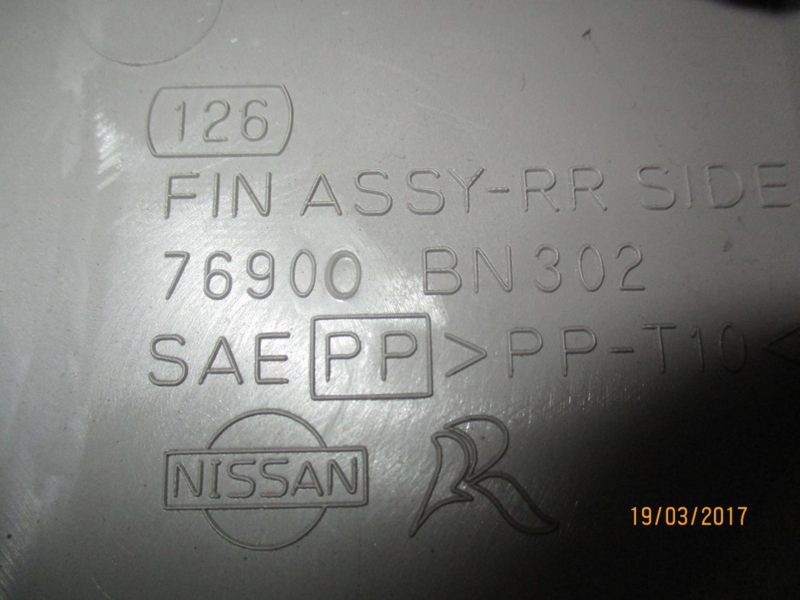 126
FIN ASSY-RR SIDE
76900 BN302
SAE PP >PP-T10<
NISSAN R
19/03/2017